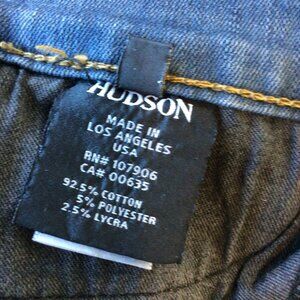 HUDSON
MADE IN
LOS ANGELES
USA
RN# 107906
CA# 00635
92.5% COTTON
5% POLYESTER
2.5% LYCRA